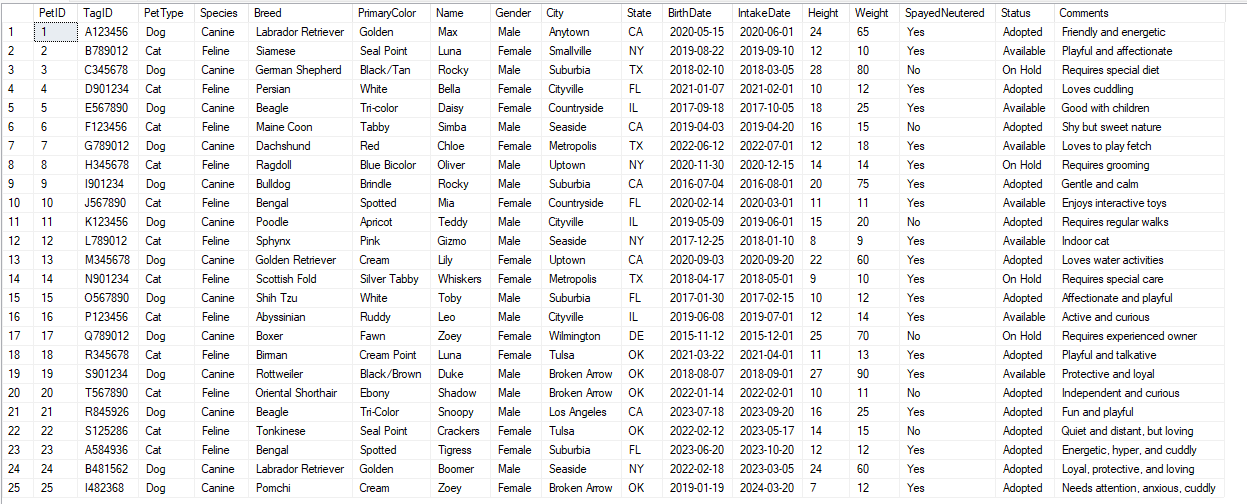 PetID TagID PetType Species Breed PrimaryColor Name Gender City State BirthDate IntakeDate Height Weight SpayedNeutered Status Comments
1 1 A123456 Dog Canine Labrador Retriever Golden Max Male Anytown CA 2020-05-15 2020-06-01 24 65 Yes Adopted Friendly and energetic
2 2 B789012 Cat Feline Siamese Seal Point Luna Female Smallville NY 2019-08-22 2019-09-10 12 10 Yes Available Playful and affectionate
3 3 C345678 Dog Canine German Shepherd Black/Tan Rocky Male Suburbia TX 2018-02-10 2018-03-05 28 80 No On Hold Requires special diet
4 4 D901234 Cat Feline Persian White Bella Female Cityville FL 2021-01-07 2021-02-01 10 12 Yes Adopted Loves cuddling
5 5 E567890 Dog Canine Beagle Tri-color Daisy Female Countryside IL 2017-09-18 2017-10-05 18 25 Yes Available Good with children
6 6 F123456 Cat Feline Maine Coon Tabby Simba Male Seaside CA 2019-04-03 2019-04-20 16 15 No Adopted Shy but sweet nature
7 7 G789012 Dog Canine Dachshund Red Chloe Female Metropolis TX 2022-06-12 2022-07-01 12 18 Yes Available Loves to play fetch
8 8 H345678 Cat Feline Ragdoll Blue Bicolor Oliver Male Uptown NY 2020-11-30 2020-12-15 14 14 Yes On Hold Requires grooming
9 9 I901234 Dog Canine Bulldog Brindle Rocky Male Suburbia CA 2016-07-04 2016-08-01 20 75 Yes Adopted Gentle and calm
10 10 J567890 Cat Feline Bengal Spotted Mia Female Countryside FL 2020-02-14 2020-03-01 11 11 Yes Available Enjoys interactive toys
11 11 K123456 Dog Canine Poodle Apricot Teddy Male Cityville IL 2019-05-09 2019-06-01 15 20 No Adopted Requires regular walks
12 12 L789012 Cat Feline Sphynx Pink Gizmo Male Seaside NY 2017-12-25 2018-01-10 8 9 Yes Available Indoor cat
13 13 M345678 Dog Canine Golden Retriever Cream Lily Female Uptown CA 2020-09-03 2020-09-20 22 60 Yes Adopted Loves water activities
14 14 N901234 Cat Feline Scottish Fold Silver Tabby Whiskers Male Metropolis TX 2018-04-17 2018-05-01 9 10 Yes On Hold Requires special care
15 15 O567890 Dog Canine Shih Tzu White Toby Male Suburbia FL 2017-01-30 2017-02-15 10 12 Yes Adopted Affectionate and playful
16 16 P123456 Cat Feline Abyssinian Ruddy Leo Male Cityville IL 2019-06-08 2019-07-01 12 14 Yes Available Active and curious
17 17 Q789012 Dog Canine Boxer Fawn Zoey Female Wilmington DE 2015-11-12 2015-12-01 25 70 No On Hold Requires experienced owner
18 18 R345678 Cat Feline Birman Cream Point Luna Female Tulsa OK 2021-03-22 2021-04-01 11 13 Yes Adopted Playful and talkative
19 19 S901234 Dog Canine Rottweiler Black/Brown Duke Male Broken Arrow OK 2018-08-07 2018-09-01 27 90 Yes Available Protective and loyal
20 20 T567890 Cat Feline Oriental Shorthair Ebony Shadow Male Broken Arrow OK 2022-01-14 2022-02-01 10 11 No Adopted Independent and curious
21 21 R845926 Dog Canine Beagle Tri-Color Snoopy Male Los Angeles CA 2023-07-18 2023-09-20 16 25 Yes Adopted Fun and playful
22 22 S125286 Cat Feline Tonkinese Seal Point Crackers Female Tulsa OK 2022-02-12 2023-05-17 14 15 No Adopted Quiet and distant, but loving
23 23 A584936 Cat Feline Bengal Spotted Tigress Female Suburbia FL 2023-06-20 2023-10-20 12 12 Yes Adopted Energetic, hyper, and cuddly
24 24 B481562 Dog Canine Labrador Retriever Golden Boomer Male Seaside NY 2022-02-18 2023-03-05 24 60 Yes Adopted Loyal, protective, and loving
25 25 I482368 Dog Canine Pomchi Cream Zoey Female Broken Arrow OK 2019-01-19 2024-03-20 7 12 Yes Adopted Needs attention, anxious, cuddly